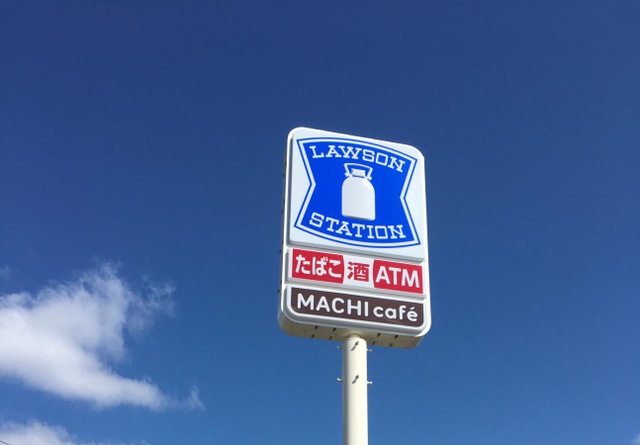 LAWSON
STATION
たばこ 酒 ATM
MACHI café